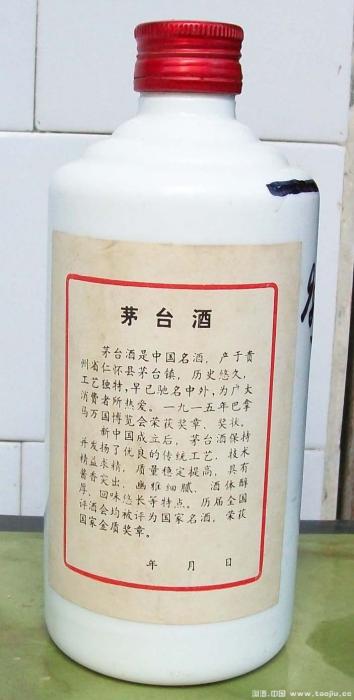 茅台酒
茅台酒是中国名酒，产于贵
州省仁怀县茅台镇，历史悠久，
工艺独特，早已驰名中外，为广大
消费者所热爱。一九一五年巴拿
马万国博览会荣获奖章、奖状。
新中国成立后，茅台酒保持
并发扬了优良的传统工艺，技术
精益求精，质量稳定提高，具有
酱香突出，幽雅细腻，酒体醇
厚，回味悠长等特点。历届全国
评酒会均被评为国家名酒，荣获
国家金质奖章。
年 月 日
淘酒.中国 www.taojiu.cc